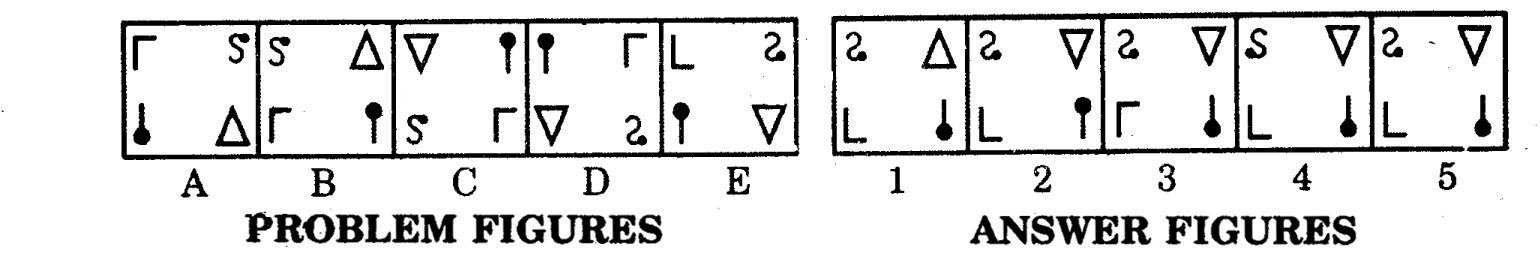 A B C D E 1 2 3 4 5
PROBLEM FIGURES ANSWER FIGURES